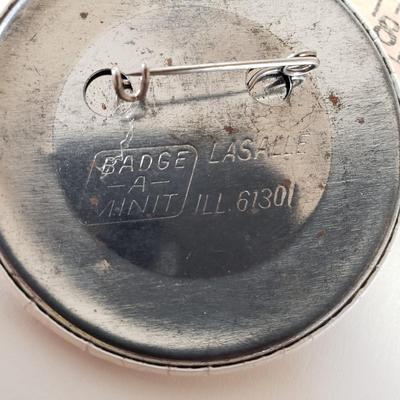 BADGE
-A-
MINIT
LASALLE
ILL. 61301